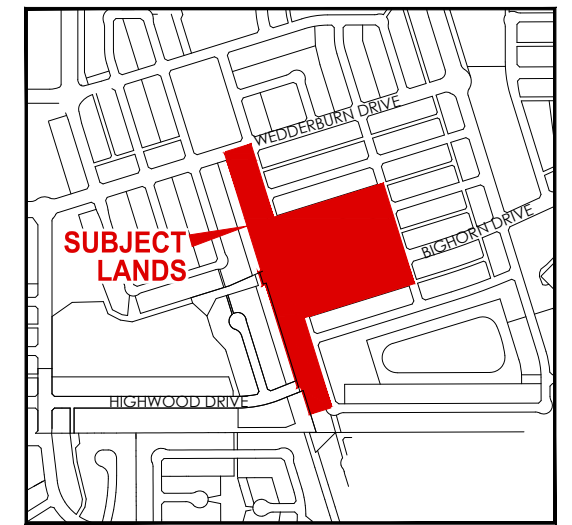 WEDDERBURN DRIVE
SUBJECT
LANDS
BIGHORN DRIVE
HIGHWOOD DRIVE